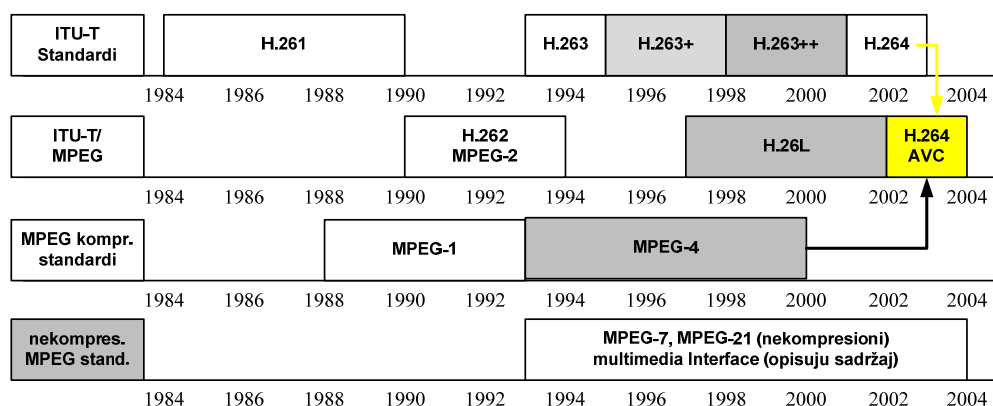 ITU-T
Standardi
H.261
H.263
H.263+
H.263++
H.264
1984 1986 1988 1990 1992 1994 1996 1998 2000 2002 2004
ITU-T/
MPEG
H.262
MPEG-2
H.26L
H.264
AVC
1984 1986 1988 1990 1992 1994 1996 1998 2000 2002 2004
MPEG kompr.
standardi
MPEG-1
MPEG-4
1984 1986 1988 1990 1992 1994 1996 1998 2000 2002 2004
nekompres.
MPEG stand.
MPEG-7, MPEG-21 (nekompresioni)
multimedia Interface (opisuju sadržaj)
1984 1986 1988 1990 1992 1994 1996 1998 2000 2002 2004